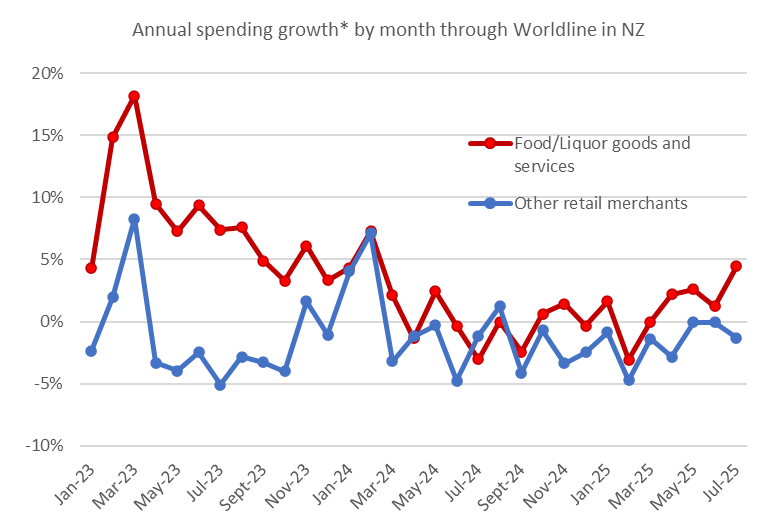 Annual spending growth* by month through Worldline in NZ
20%
15%
10%
5%
0%
-5%
-10%
Food/Liquor goods and
services
Other retail merchants
Jan-23
Mar-23
May-23
Jul-23
Sept-23
Nov-23
Jan-24
Mar-24
May-24
Jul-24
Sept-24
Nov-24
Jan-25
Mar-25
May-25
Jul-25